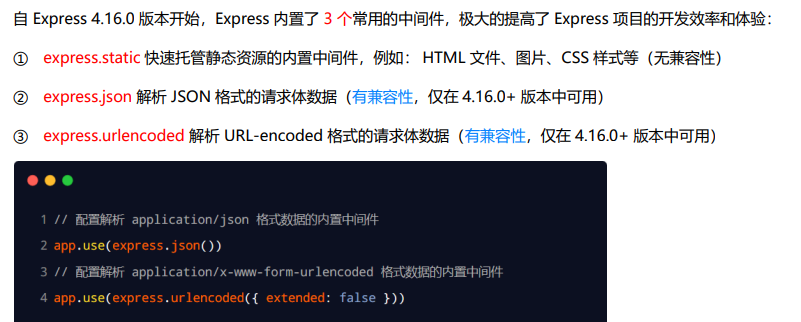 自 Express 4.16.0 版本开始，Express 内置了 3 个常用的中间件，极大的提高了 Express 项目的开发效率和体验：
① express.static 快速托管静态资源的内置中间件，例如： HTML 文件、图片、CSS 样式等（无兼容性）
② express.json 解析 JSON 格式的请求体数据（有兼容性，仅在 4.16.0+ 版本中可用）
③ express.urlencoded 解析 URL-encoded 格式的请求体数据（有兼容性，仅在 4.16.0+ 版本中可用）
1 // 配置解析 application/json 格式数据的内置中间件
2 app.use(express.json())
3 // 配置解析 application/x-www-form-urlencoded 格式数据的内置中间件
4 app.use(express.urlencoded({ extended: false }))